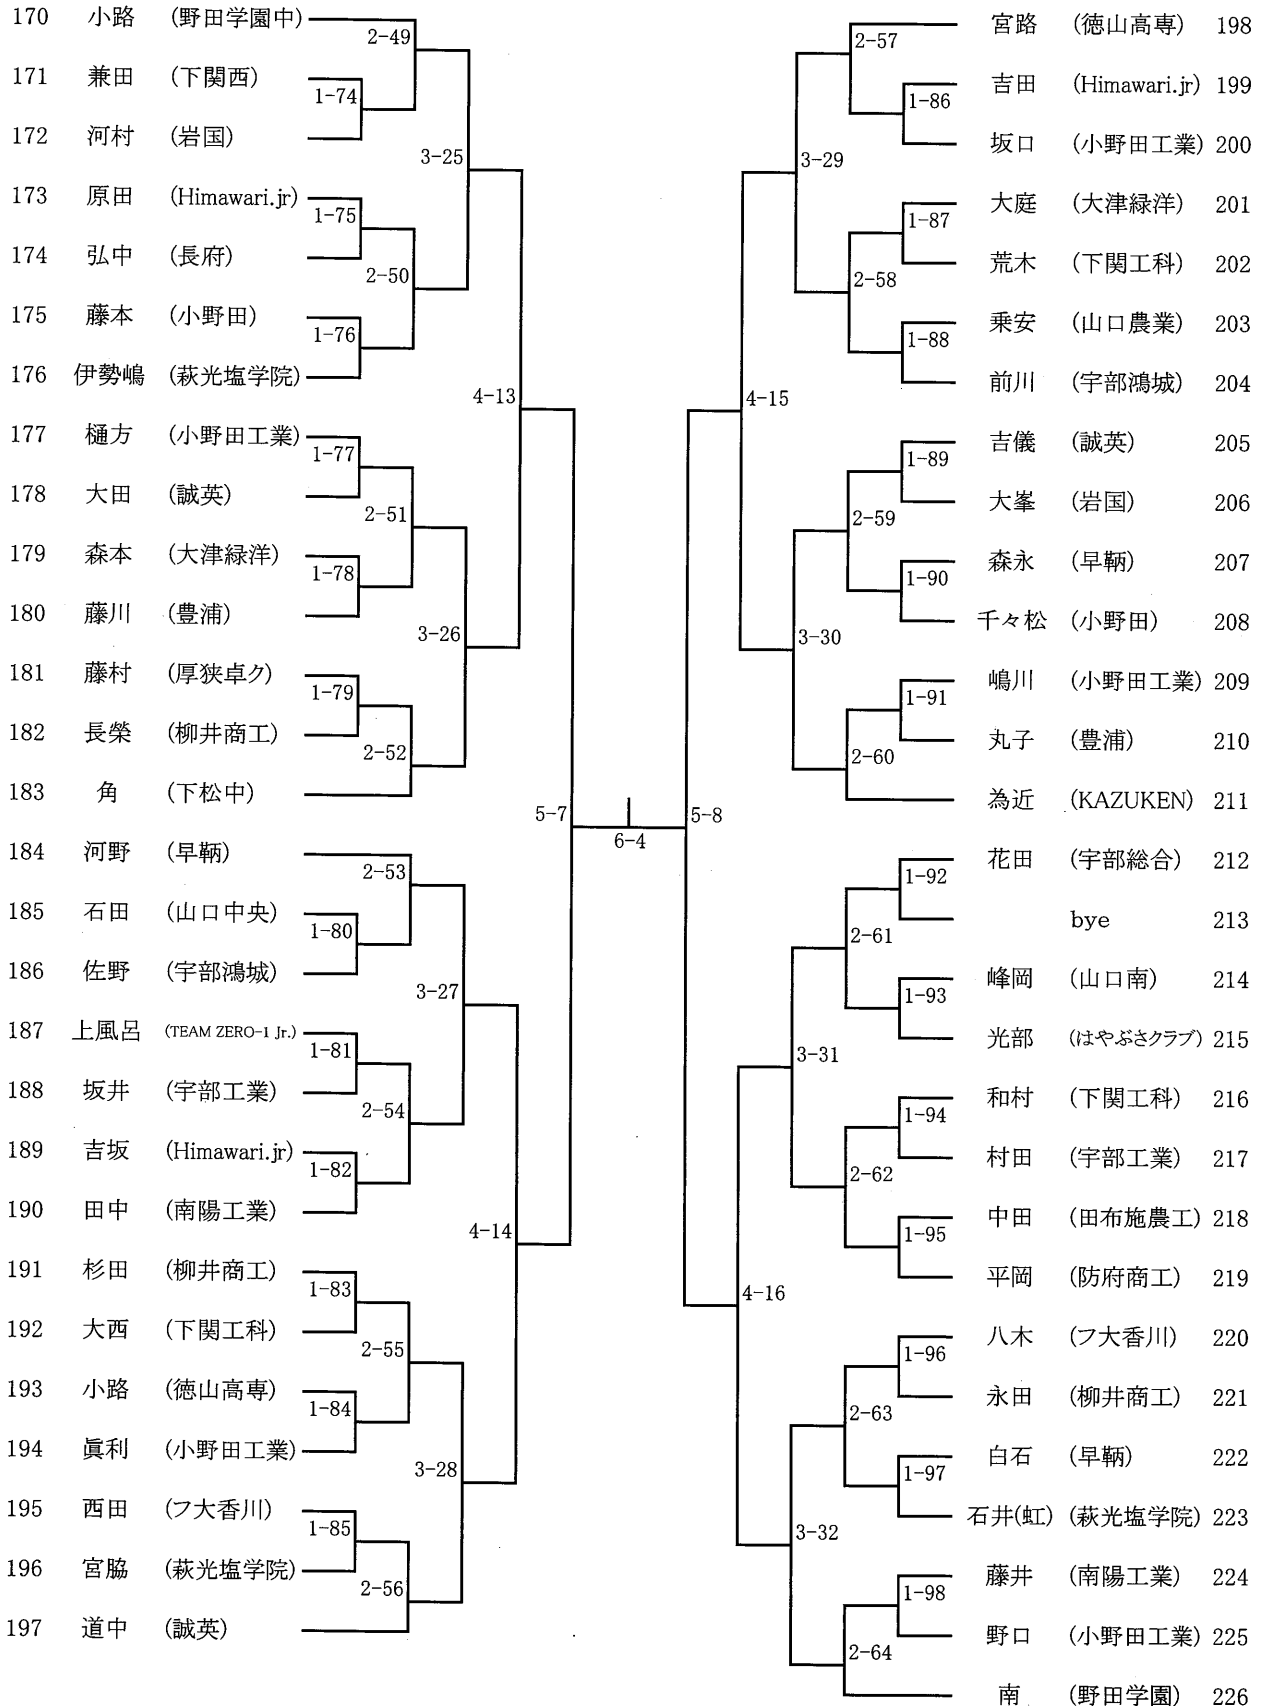 170 小路 (野田学園中)
2-49
171 兼田 (下関西)
1-74
172 河村 (岩国)
3-25
173 原田 (Himawari.jr)
1-75
174 弘中 (長府)
2-50
175 藤本 (小野田)
1-76
176 伊勢嶋 (萩光塩学院)
4-13
177 樋方 (小野田工業)
1-77
178 大田 (誠英)
2-51
179 森本 (大津緑洋)
1-78
180 藤川 (豊浦)
3-26
181 藤村 (厚狭卓ク)
1-79
182 長榮 (柳井商工)
2-52
183 角 (下松中)
5-7
184 河野 (早鞆)
2-53
185 石田 (山口中央)
1-80
186 佐野 (宇部鴻城)
3-27
187 上風呂 (TEAM ZERO-1 Jr.)
1-81
188 坂井 (宇部工業)
2-54
189 吉坂 (Himawari.jr)
1-82
190 田中 (南陽工業)
4-14
191 杉田 (柳井商工)
1-83
192 大西 (下関工科)
2-55
193 小路 (徳山高専)
1-84
194 眞利 (小野田工業)
3-28
195 西田 (フ大香川)
1-85
196 宮脇 (萩光塩学院)
2-56
197 道中 (誠英)
6-4
宮路 (徳山高専) 198
2-57
吉田 (Himawari.jr) 199
1-86
坂口 (小野田工業) 200
3-29
大庭 (大津緑洋) 201
1-87
荒木 (下関工科) 202
2-58
乗安 (山口農業) 203
1-88
前川 (宇部鴻城) 204
4-15
吉儀 (誠英) 205
1-89
大峯 (岩国) 206
2-59
森永 (早鞆) 207
1-90
千々松 (小野田) 208
3-30
嶋川 (小野田工業) 209
1-91
丸子 (豊浦) 210
2-60
為近 (KAZUKEN) 211
5-8
花田 (宇部総合) 212
1-92
bye 213
2-61
峰岡 (山口南) 214
1-93
光部 (はやぶさクラブ) 215
3-31
和村 (下関工科) 216
1-94
村田 (宇部工業) 217
2-62
中田 (田布施農工) 218
1-95
平岡 (防府商工) 219
4-16
八木 (フ大香川) 220
1-96
永田 (柳井商工) 221
2-63
白石 (早鞆) 222
1-97
石井(虹) (萩光塩学院) 223
3-32
藤井 (南陽工業) 224
1-98
野口 (小野田工業) 225
2-64
南 (野田学園) 226